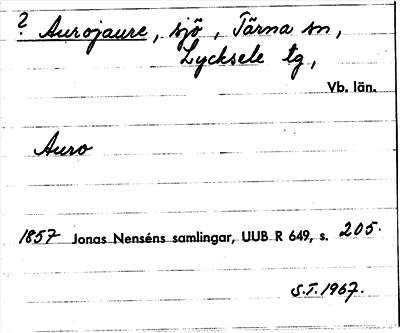 ? Aurojaure, sjö, Tärna sn,
Lycksele tg,
Vb. län.
Auro
1857 Jonas Nenséns samlingar, UUB R 649, s. 205.
S.T. 1967.